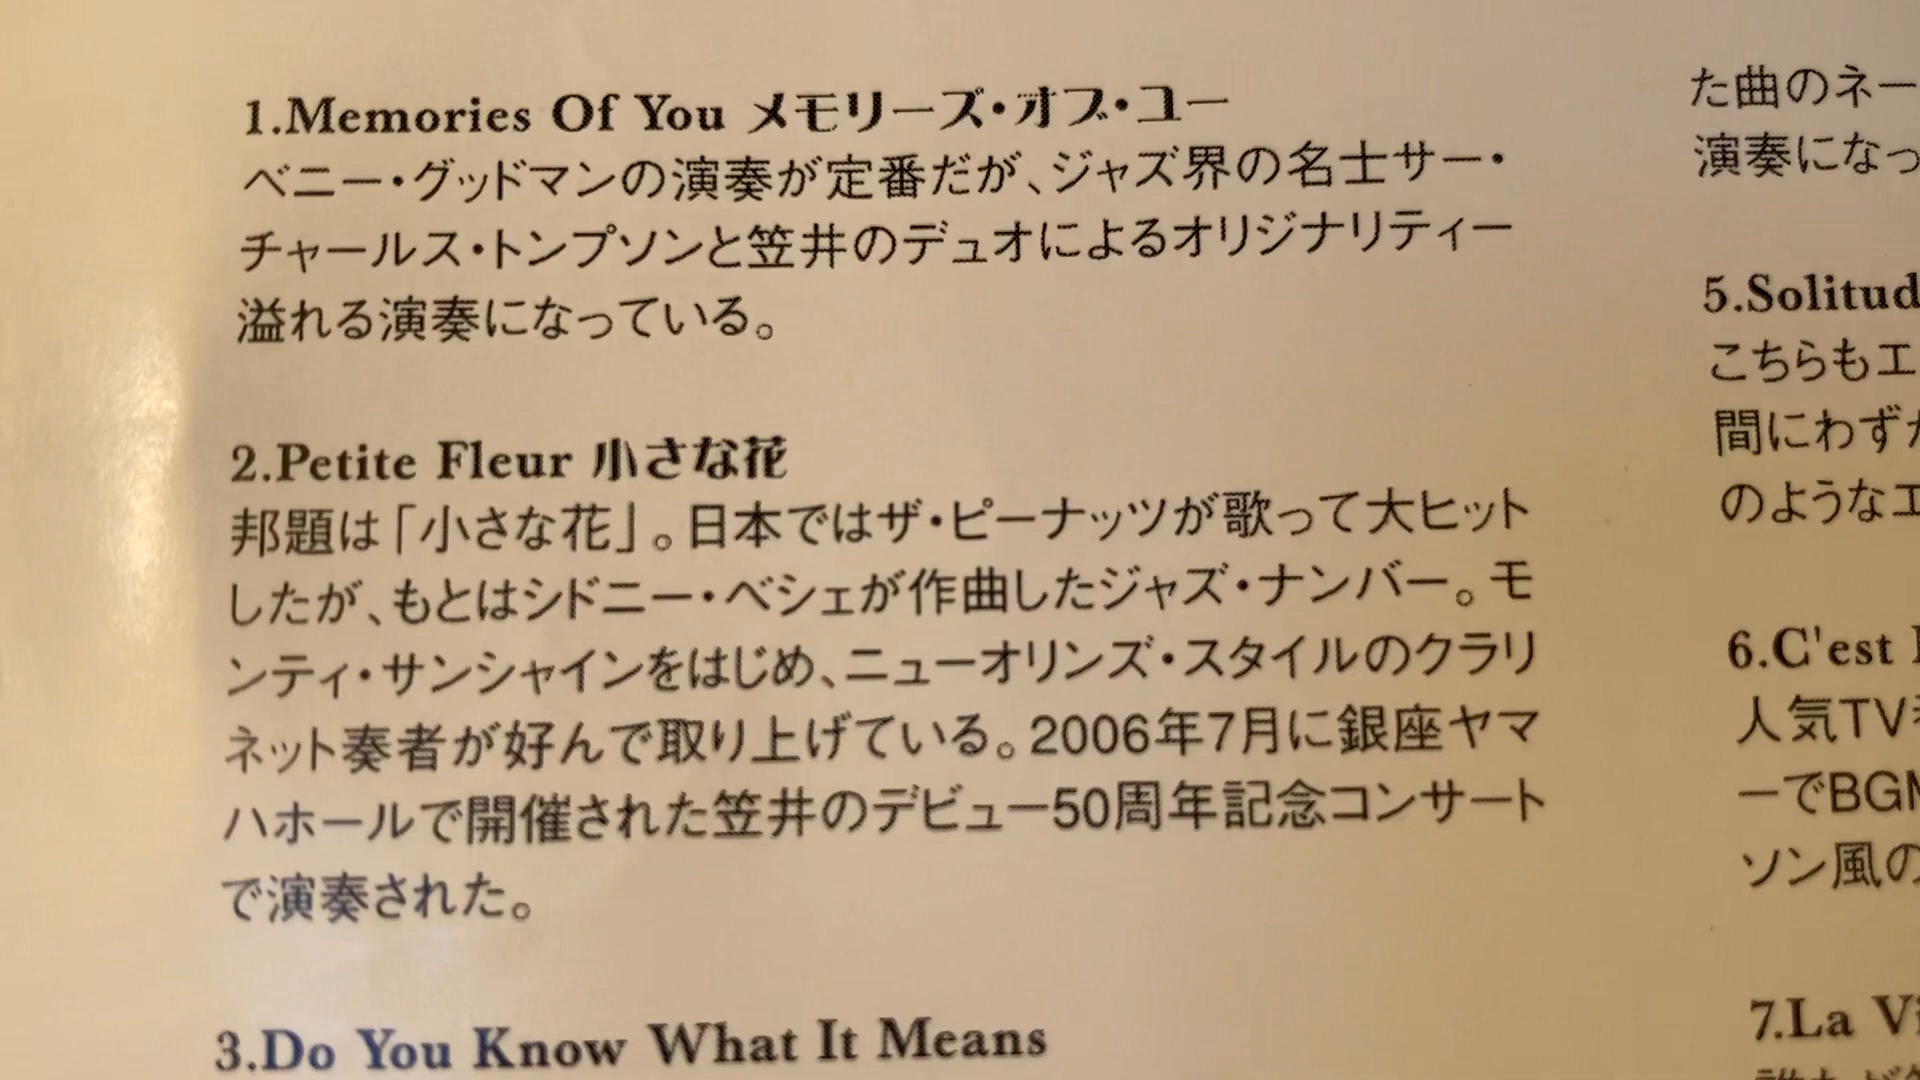 1.Memories Of You メモリーズ・オブ・ユー
ベニー・グッドマンの演奏が定番だが、ジャズ界の名士サー・
チャールス・トンプソンと笠井のデュオによるオリジナリティー
溢れる演奏になっている。
2.Petite Fleur 小さな花
邦題は「小さな花」。日本ではザ・ピーナッツが歌って大ヒット
したが、もとはシドニー・ベシェが作曲したジャズ・ナンバー。モ
ンティ・サンシャインをはじめ、ニューオリンズ・スタイルのクラリ
ネット奏者が好んで取り上げている。2006年7月に銀座ヤマ
ハホールで開催された笠井のデビュー50周年記念コンサート
で演奏された。
3.Do You Know What It Means
た曲のネー
演奏になっ
5.Solitud
こちらもエ
間にわずか
のようなエ
6.C'est
人気TV
ーでBGM
ソン風の
7.La Vi